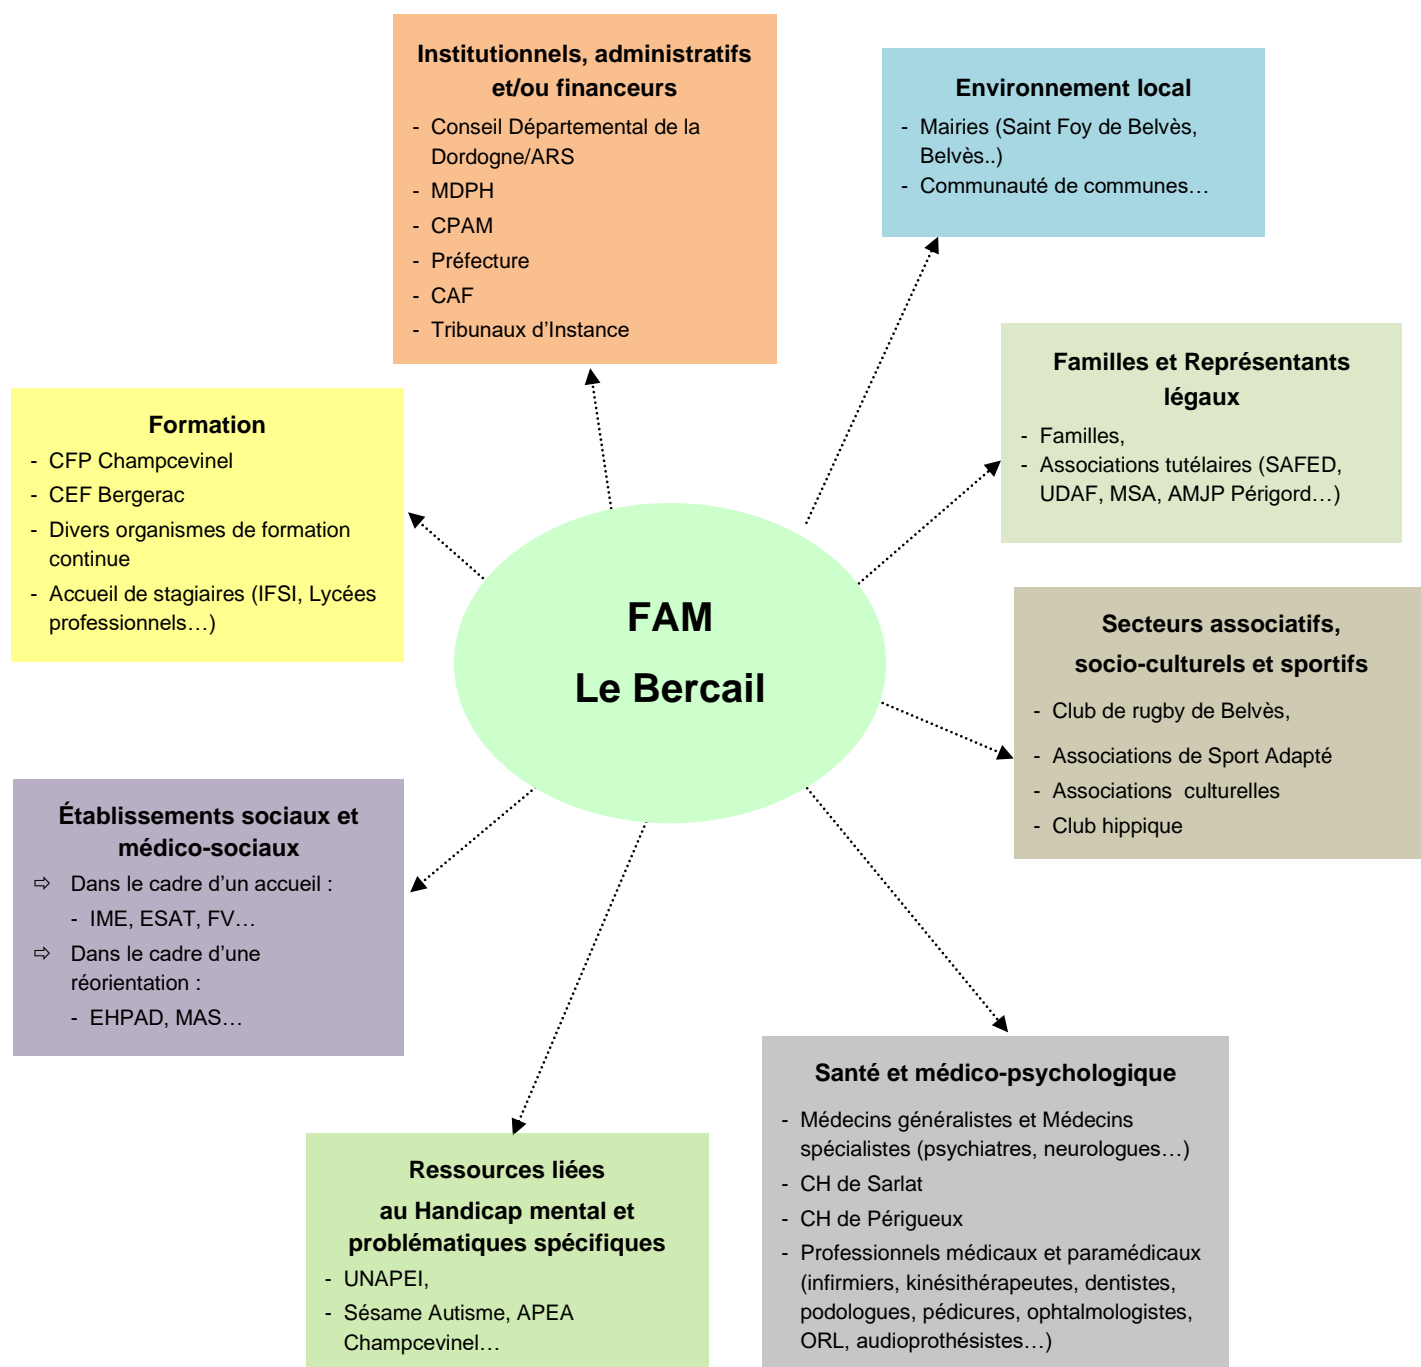 Institutionnels, administratifs
et/ou financeurs
- Conseil Départemental de la
Dordogne/ARS
- MDPH
- CPAM
- Préfecture
- CAF
- Tribunaux d’Instance
Environnement local
- Mairies (Saint Foy de Belvès,
Belvès..)
- Communauté de communes…
Familles et Représentants
légaux
- Familles,
- Associations tutélaires (SAFED,
UDAF, MSA, AMJP Périgord…)
Formation
- CFP Champcevinel
- CEF Bergerac
- Divers organismes de formation
continue
- Accueil de stagiaires (IFSI, Lycées
professionnels…)
FAM
Le Bercail
Secteurs associatifs,
socio-culturels et sportifs
- Club de rugby de Belvès,
- Associations de Sport Adapté
- Associations culturelles
- Club hippique
Établissements sociaux et
médico-sociaux
⇨ Dans le cadre d’un accueil :
- IME, ESAT, FV…
⇨ Dans le cadre d’une
réorientation :
- EHPAD, MAS…
Santé et médico-psychologique
- Médecins généralistes et Médecins
spécialistes (psychiatres, neurologues…)
- CH de Sarlat
- CH de Périgueux
- Professionnels médicaux et paramédicaux
(infirmiers, kinésithérapeutes, dentistes,
podologues, pédicures, ophtalmologistes,
ORL, audioprothésistes…)
Ressources liées
au Handicap mental et
problématiques spécifiques
- UNAPEI,
- Sésame Autisme, APEA
Champcevinel…